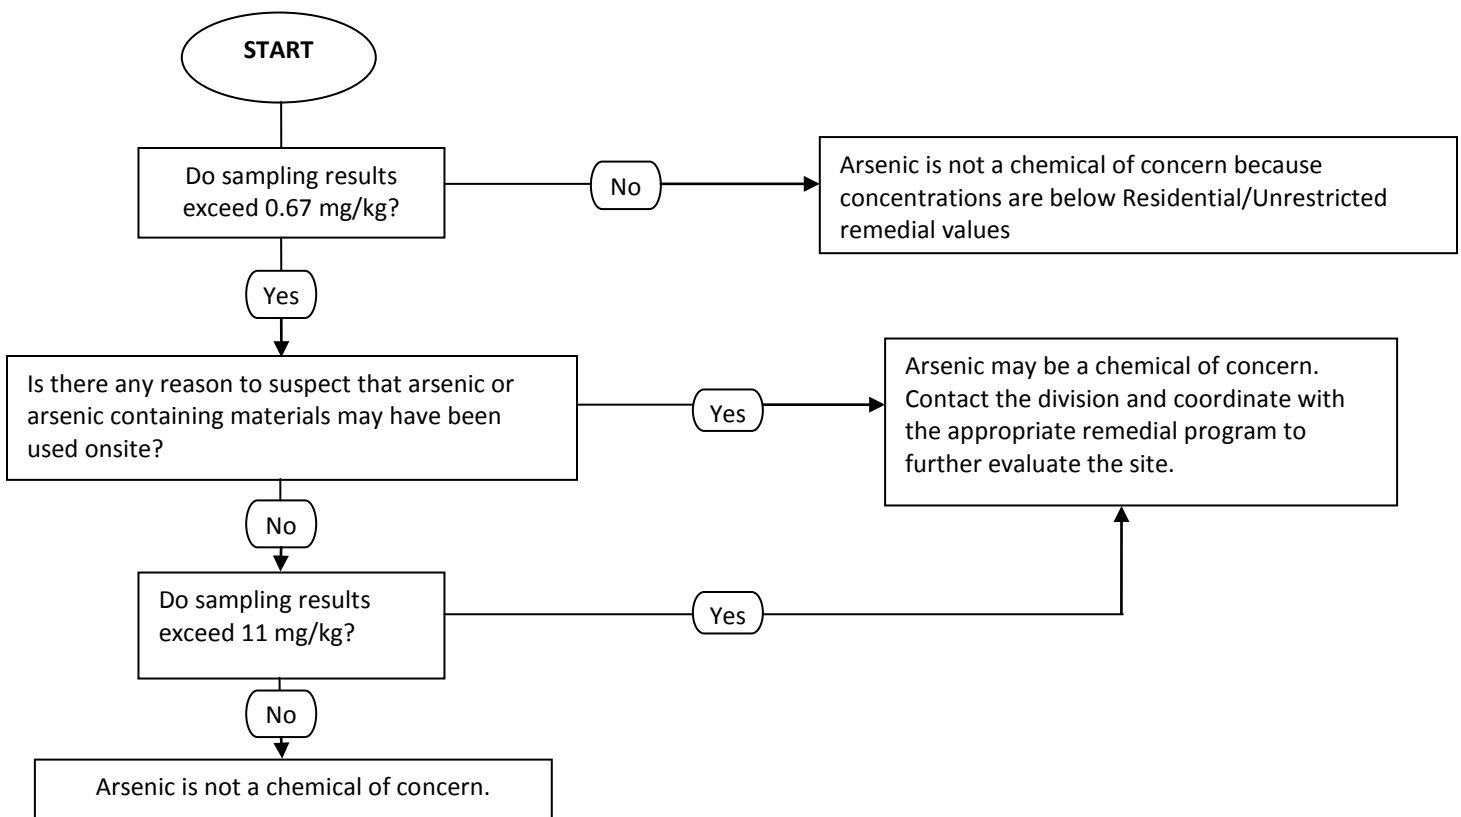 START
Do sampling results
exceed 0.67 mg/kg?
No
Arsenic is not a chemical of concern because
concentrations are below Residential/Unrestricted
remedial values
Yes
Is there any reason to suspect that arsenic or
arsenic containing materials may have been
used onsite?
Yes
Arsenic may be a chemical of concern.
Contact the division and coordinate with
the appropriate remedial program to
further evaluate the site.
No
Do sampling results
exceed 11 mg/kg?
Yes
No
Arsenic is not a chemical of concern.